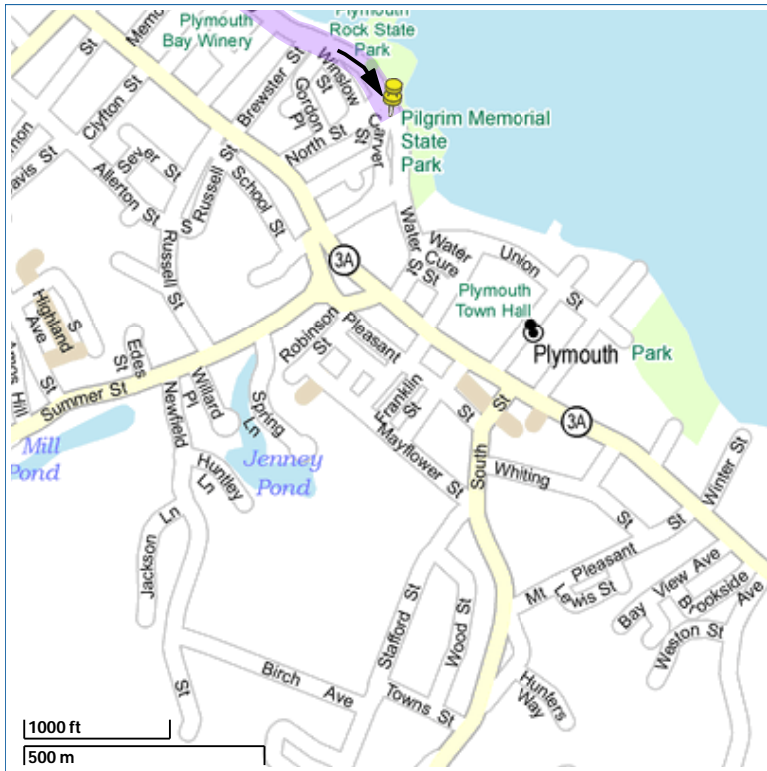 Plymouth
Bay Winery
Plymouth
Rock State
Park
Pilgrim Memorial
State
Park
Clyfton St
Brewster St
Winslow
St
Gordon
Pl
North St
Carver
St
Sever St
Allerton St
Russell St
School St
S
Russell St
3A
Water St
Water
Cure
St
Union
St
Plymouth
Town Hall
Plymouth
Park
Highland
Ave
S
St
Edes
St
Summer St
Amos Hill
Mill
Pond
Newfield
Willard
Pl
Spring
Ln
Jenney
Pond
Huntley
Ln
Robinson
St
Pleasant
St
Franklin
St
Mayflower St
South
St
3A
Whiting
St
Winter St
Mt Pleasant
St
Lewis St
Bay View Ave
Brookside
Ave
Weston St
Jackson
Ln
Stafford St
Wood St
Birch Ave
Towns St
Hunters
Way
St
1000 ft
500 m